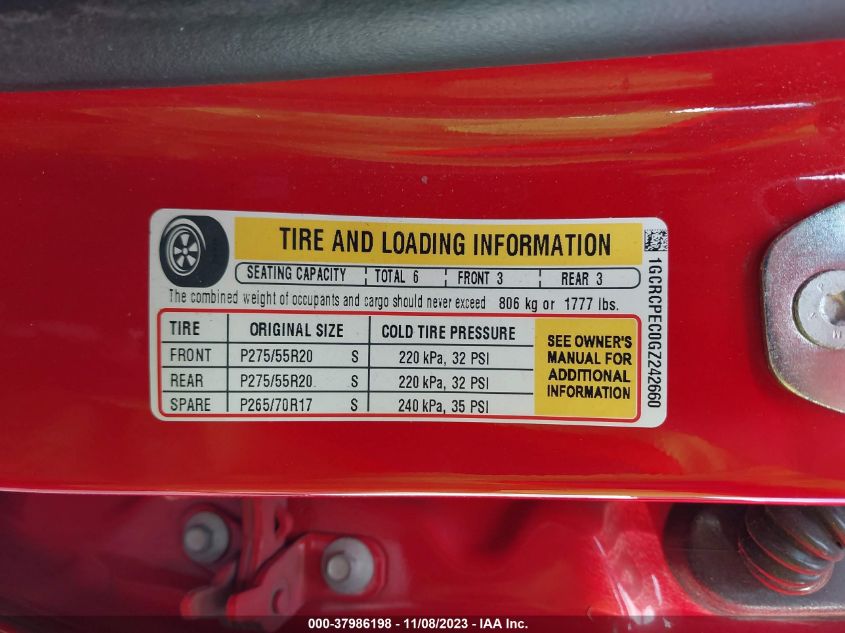 TIRE AND LOADING INFORMATION
SEATING CAPACITY TOTAL 6 FRONT 3 REAR 3
The combined weight of occupants and cargo should never exceed 806 kg or 1777 lbs.
TIRE ORIGINAL SIZE COLD TIRE PRESSURE
FRONT P275/55R20 S 220 kPa, 32 PSI
REAR P275/55R20 S 220 kPa, 32 PSI
SPARE P265/70R17 S 240 kPa, 35 PSI
SEE OWNER'S
MANUAL FOR
ADDITIONAL
INFORMATION
1GCRCPEC0GZ242660
000-37986198 - 11/08/2023 - IAA Inc.